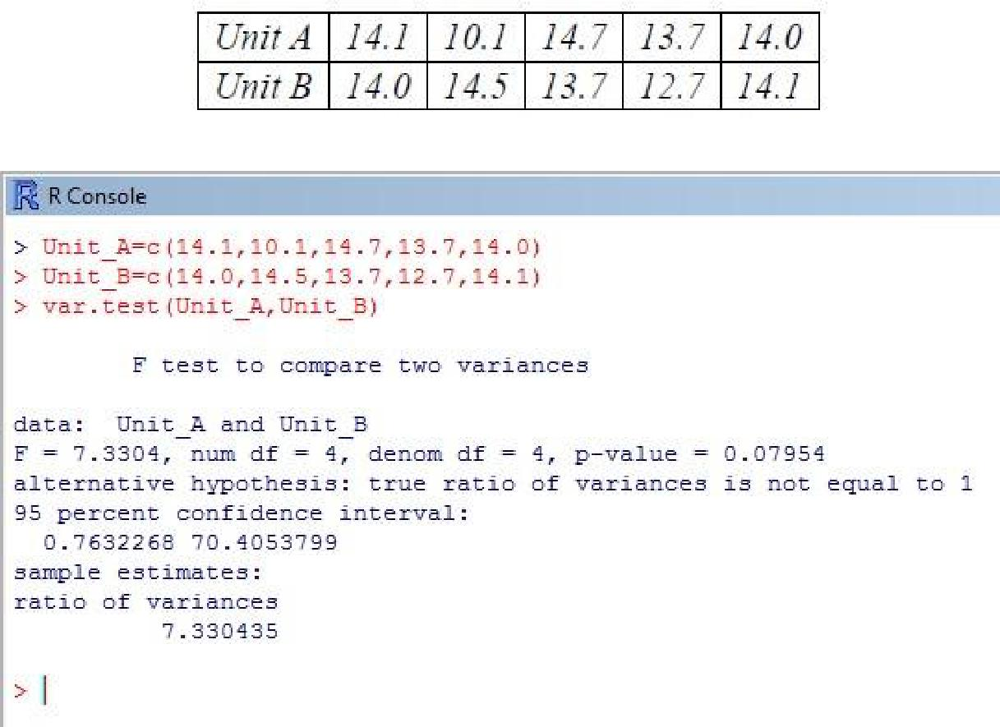 Unit A 14.1 10.1 14.7 13.7 14.0
Unit B 14.0 14.5 13.7 12.7 14.1
R Console
> Unit_A=c(14.1,10.1,14.7,13.7,14.0)
> Unit_B=c(14.0,14.5,13.7,12.7,14.1)
> var.test(Unit_A,Unit_B)
F test to compare two variances
data:  Unit_A and Unit_B
F = 7.3304, num df = 4, denom df = 4, p-value = 0.07954
alternative hypothesis: true ratio of variances is not equal to 1
95 percent confidence interval:
0.7632268 70.4053799
sample estimates:
ratio of variances
7.330435
>